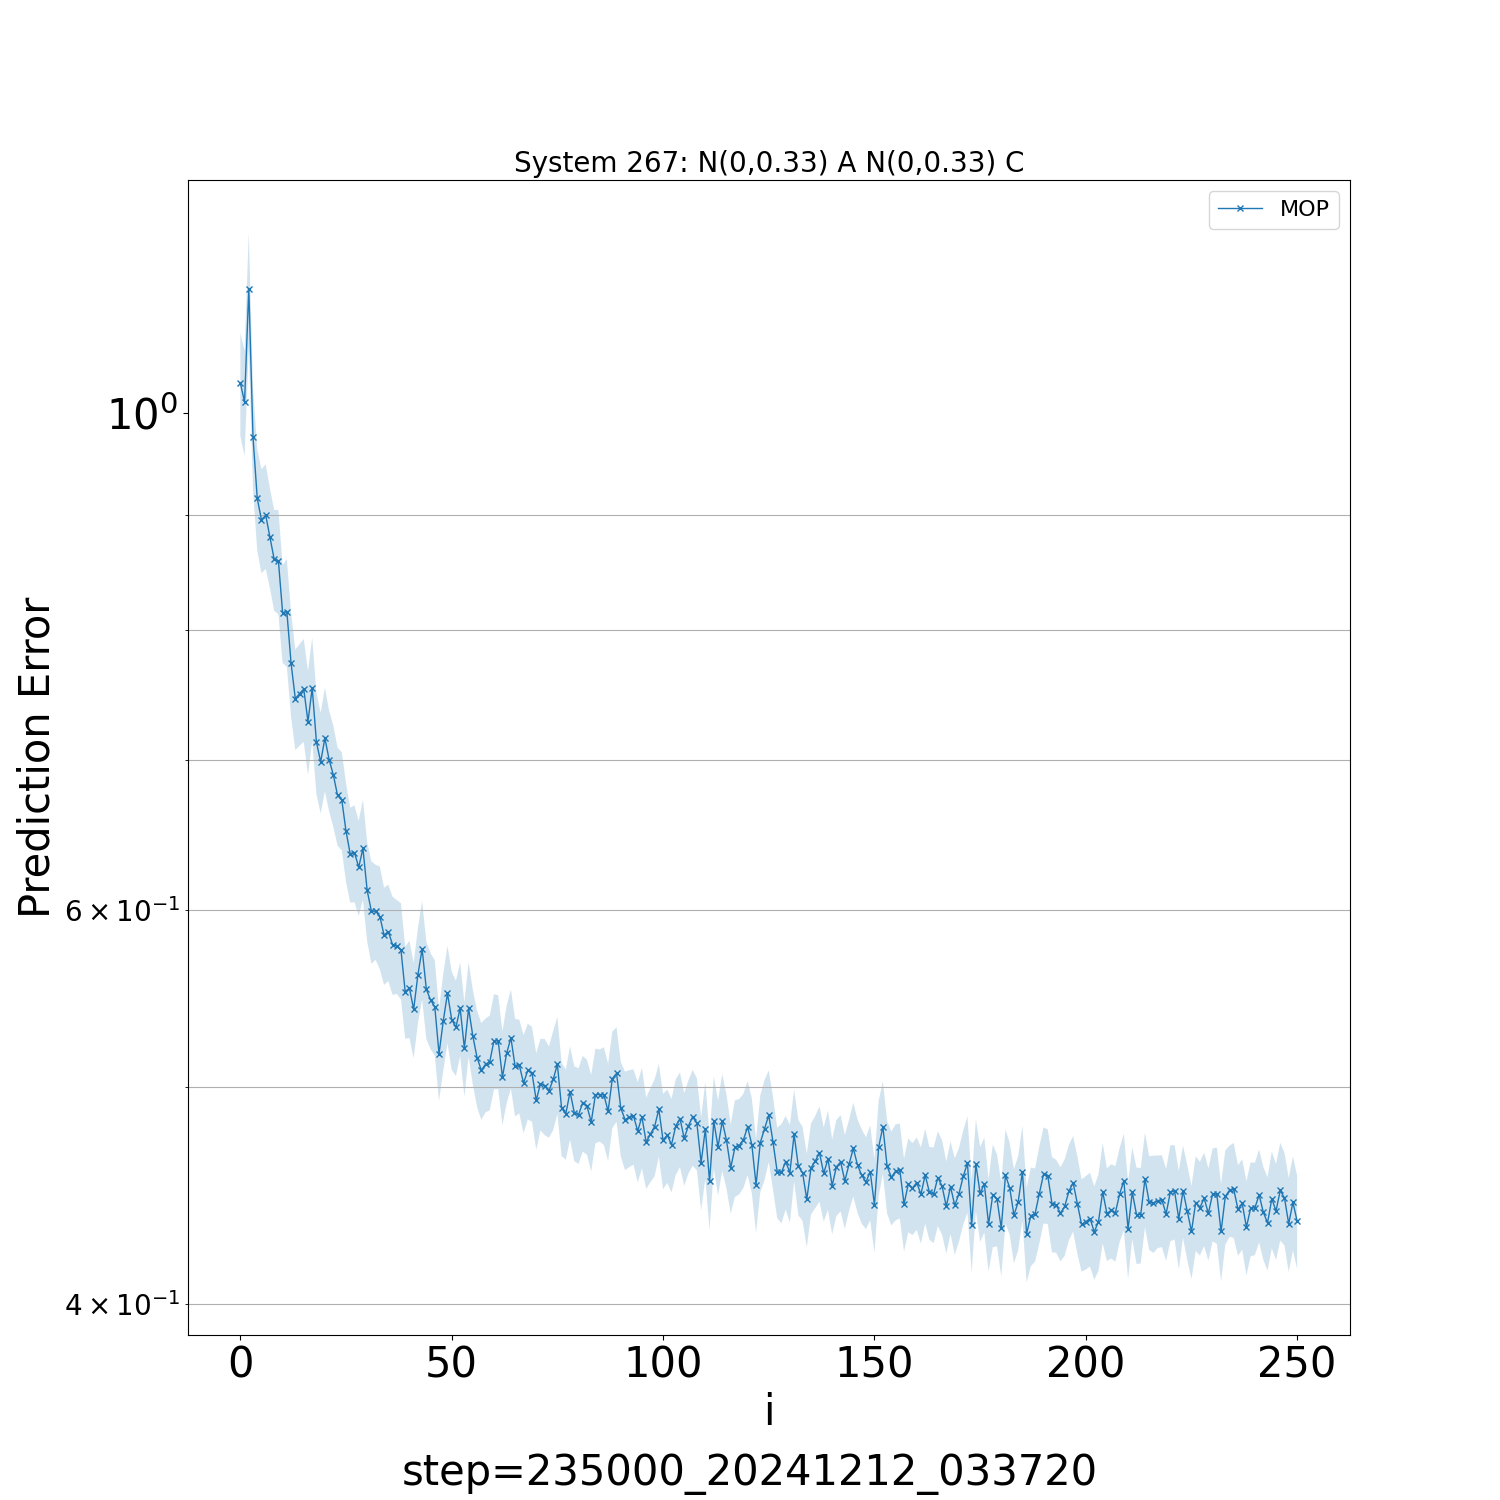 System 267: N(0,0.33) A N(0,0.33) C
MOP
10⁰
6 × 10⁻¹
4 × 10⁻¹
Prediction Error
0 50 100 150 200 250
i
step=235000_20241212_033720